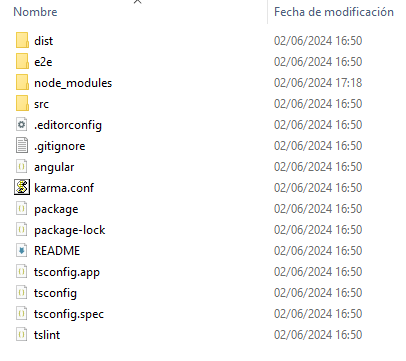 Nombre Fecha de modificación
dist 02/06/2024 16:50
e2e 02/06/2024 16:50
node_modules 02/06/2024 17:18
src 02/06/2024 16:50
.editorconfig 02/06/2024 16:50
.gitignore 02/06/2024 16:50
angular 02/06/2024 16:50
karma.conf 02/06/2024 16:50
package 02/06/2024 16:50
package-lock 02/06/2024 16:50
README 02/06/2024 16:50
tsconfig.app 02/06/2024 16:50
tsconfig 02/06/2024 16:50
tsconfig.spec 02/06/2024 16:50
tslint 02/06/2024 16:50